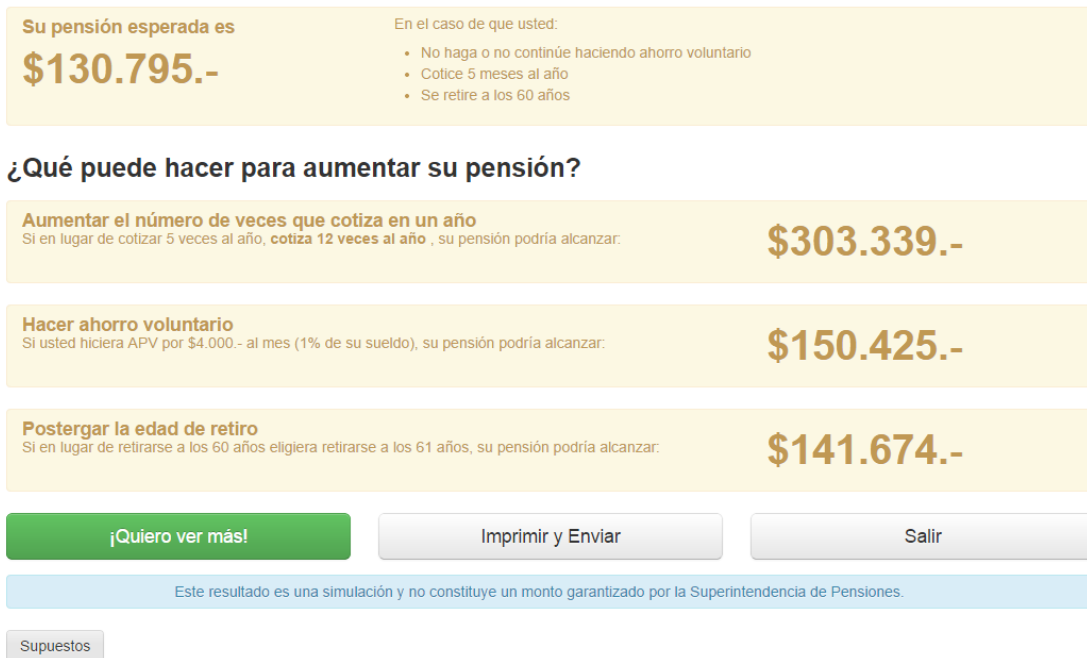 Su pensión esperada es
$130.795.-
En el caso de que usted:
• No haga o no continúe haciendo ahorro voluntario
• Cotice 5 meses al año
• Se retire a los 60 años
¿Qué puede hacer para aumentar su pensión?
Aumentar el número de veces que cotiza en un año
Si en lugar de cotizar 5 veces al año, cotiza 12 veces al año , su pensión podría alcanzar:
$303.339.-
Hacer ahorro voluntario
Si usted hiciera APV por $4.000.- al mes (1% de su sueldo), su pensión podría alcanzar:
$150.425.-
Postergar la edad de retiro
Si en lugar de retirarse a los 60 años eligiera retirarse a los 61 años, su pensión podría alcanzar:
$141.674.-
¡Quiero ver más!
Imprimir y Enviar
Salir
Este resultado es una simulación y no constituye un monto garantizado por la Superintendencia de Pensiones.
Supuestos